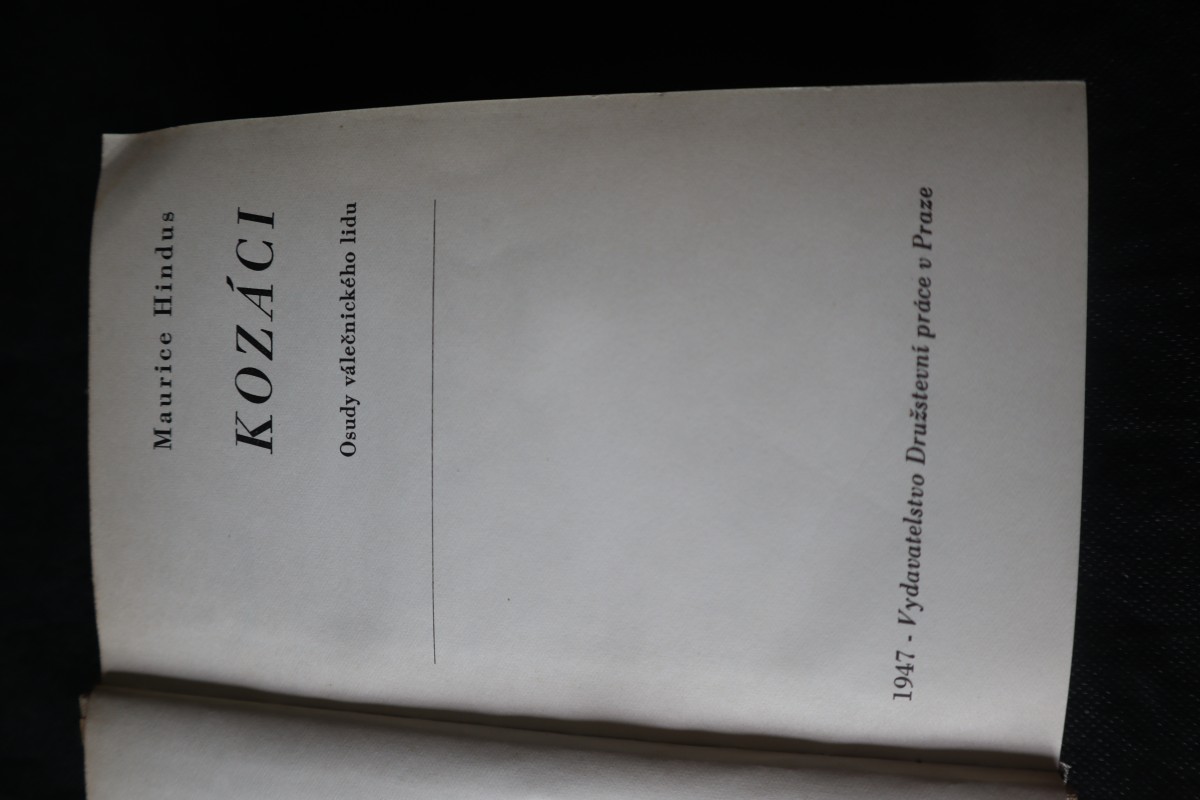 Maurice Hindus
KOZÁCI
Osudy válečnického lidu
1947 - Vydavatelstvo Družstevní práce v Praze